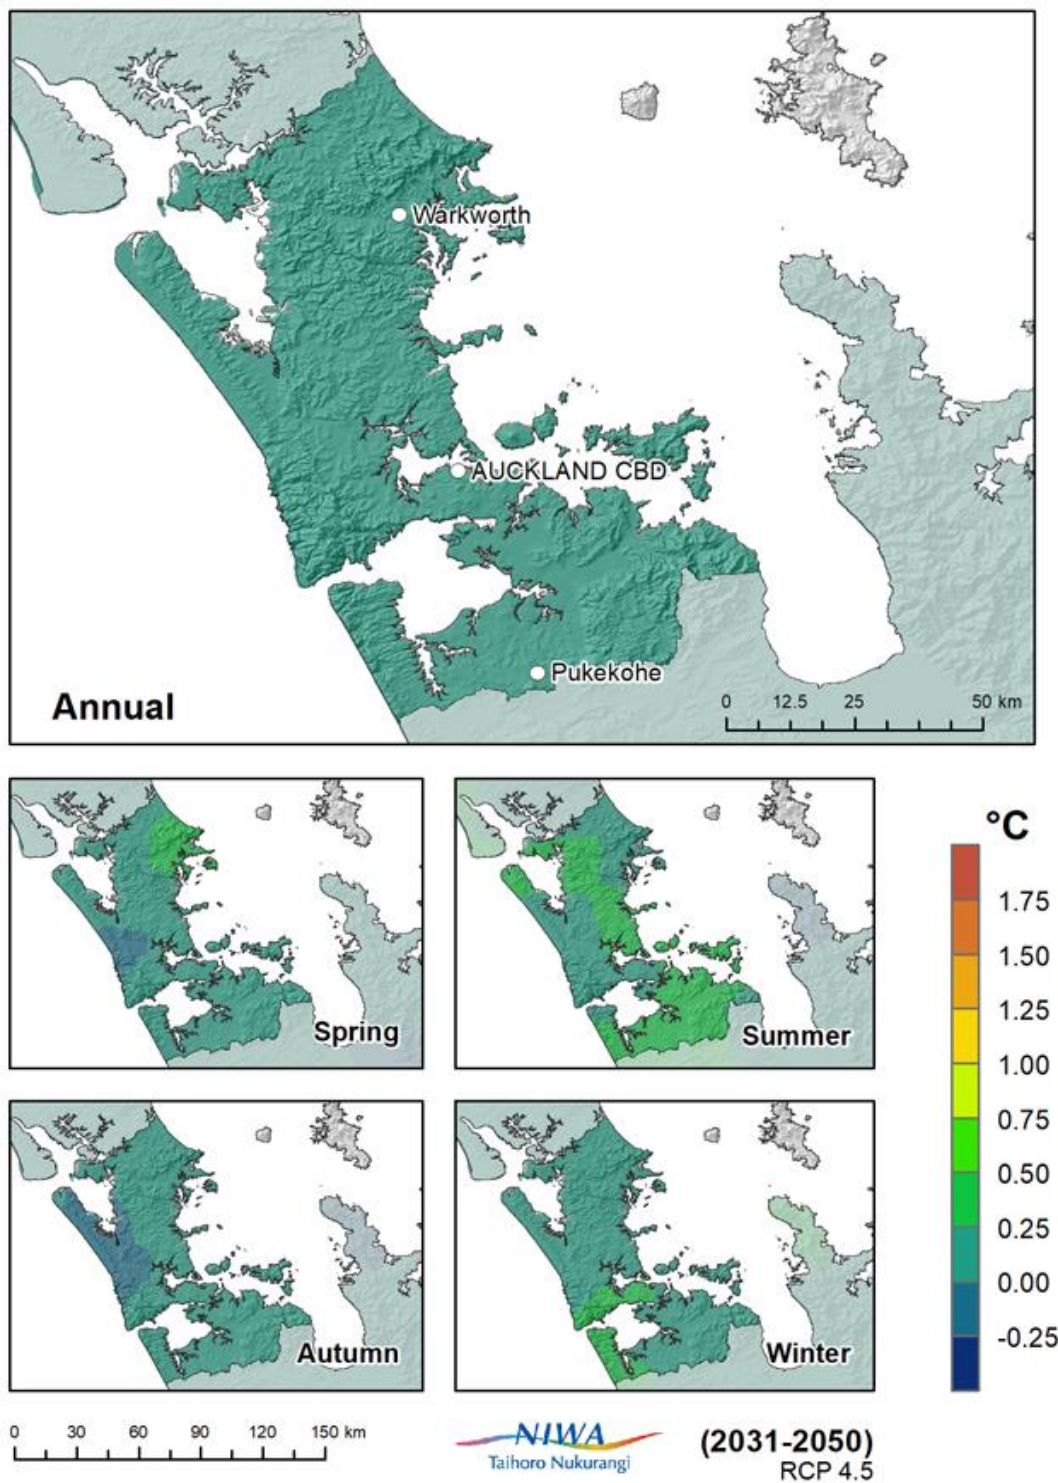 Warkworth
AUCKLAND CBD
Pukekohe
Annual
0 12.5 25 50 km
Spring
Summer
Autumn
Winter
°C
1.75
1.50
1.25
1.00
0.75
0.50
0.25
0.00
-0.25
0 30 60 90 120 150 km
NIWA
Taihoro Nukurangi
(2031-2050)
RCP 4.5